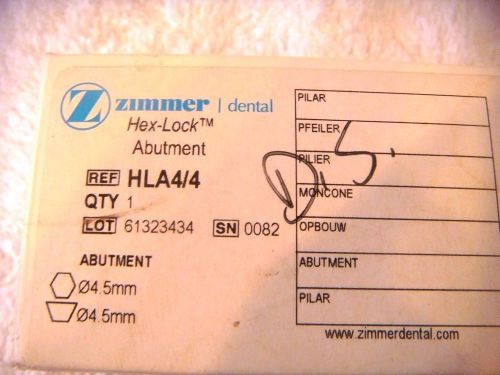 Z zimmer | dental
Hex-Lock™
Abutment
REF HLA4/4
QTY 1
LOT 61323434 SN 0082
ABUTMENT
Ø4.5mm
Ø4.5mm
PILAR
PFEILER
PILIER
MONCONE
OPBOUW
ABUTMENT
PILAR
D.S.
www.zimmerdental.com